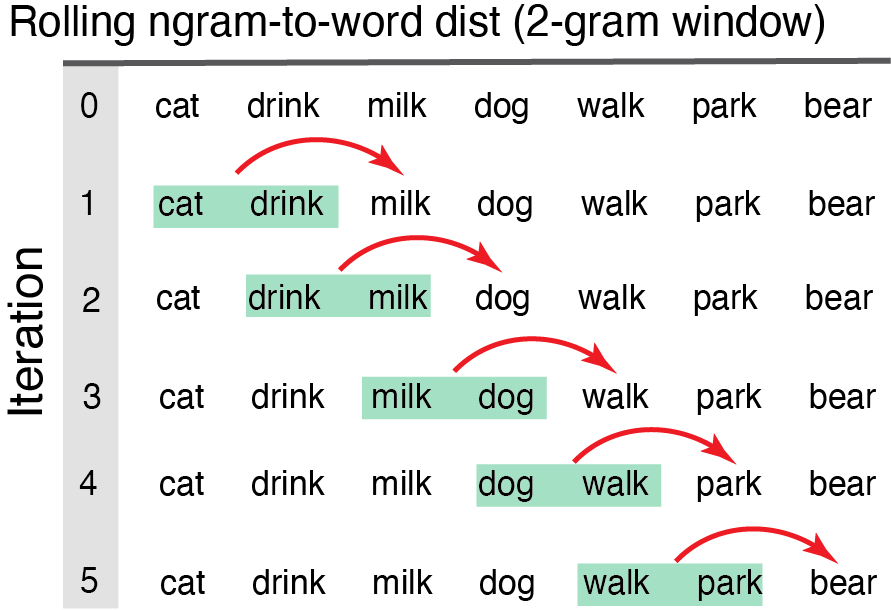 Rolling ngram-to-word dist (2-gram window)
Iteration
0 cat drink milk dog walk park bear
1 cat drink milk dog walk park bear
2 cat drink milk dog walk park bear
3 cat drink milk dog walk park bear
4 cat drink milk dog walk park bear
5 cat drink milk dog walk park bear